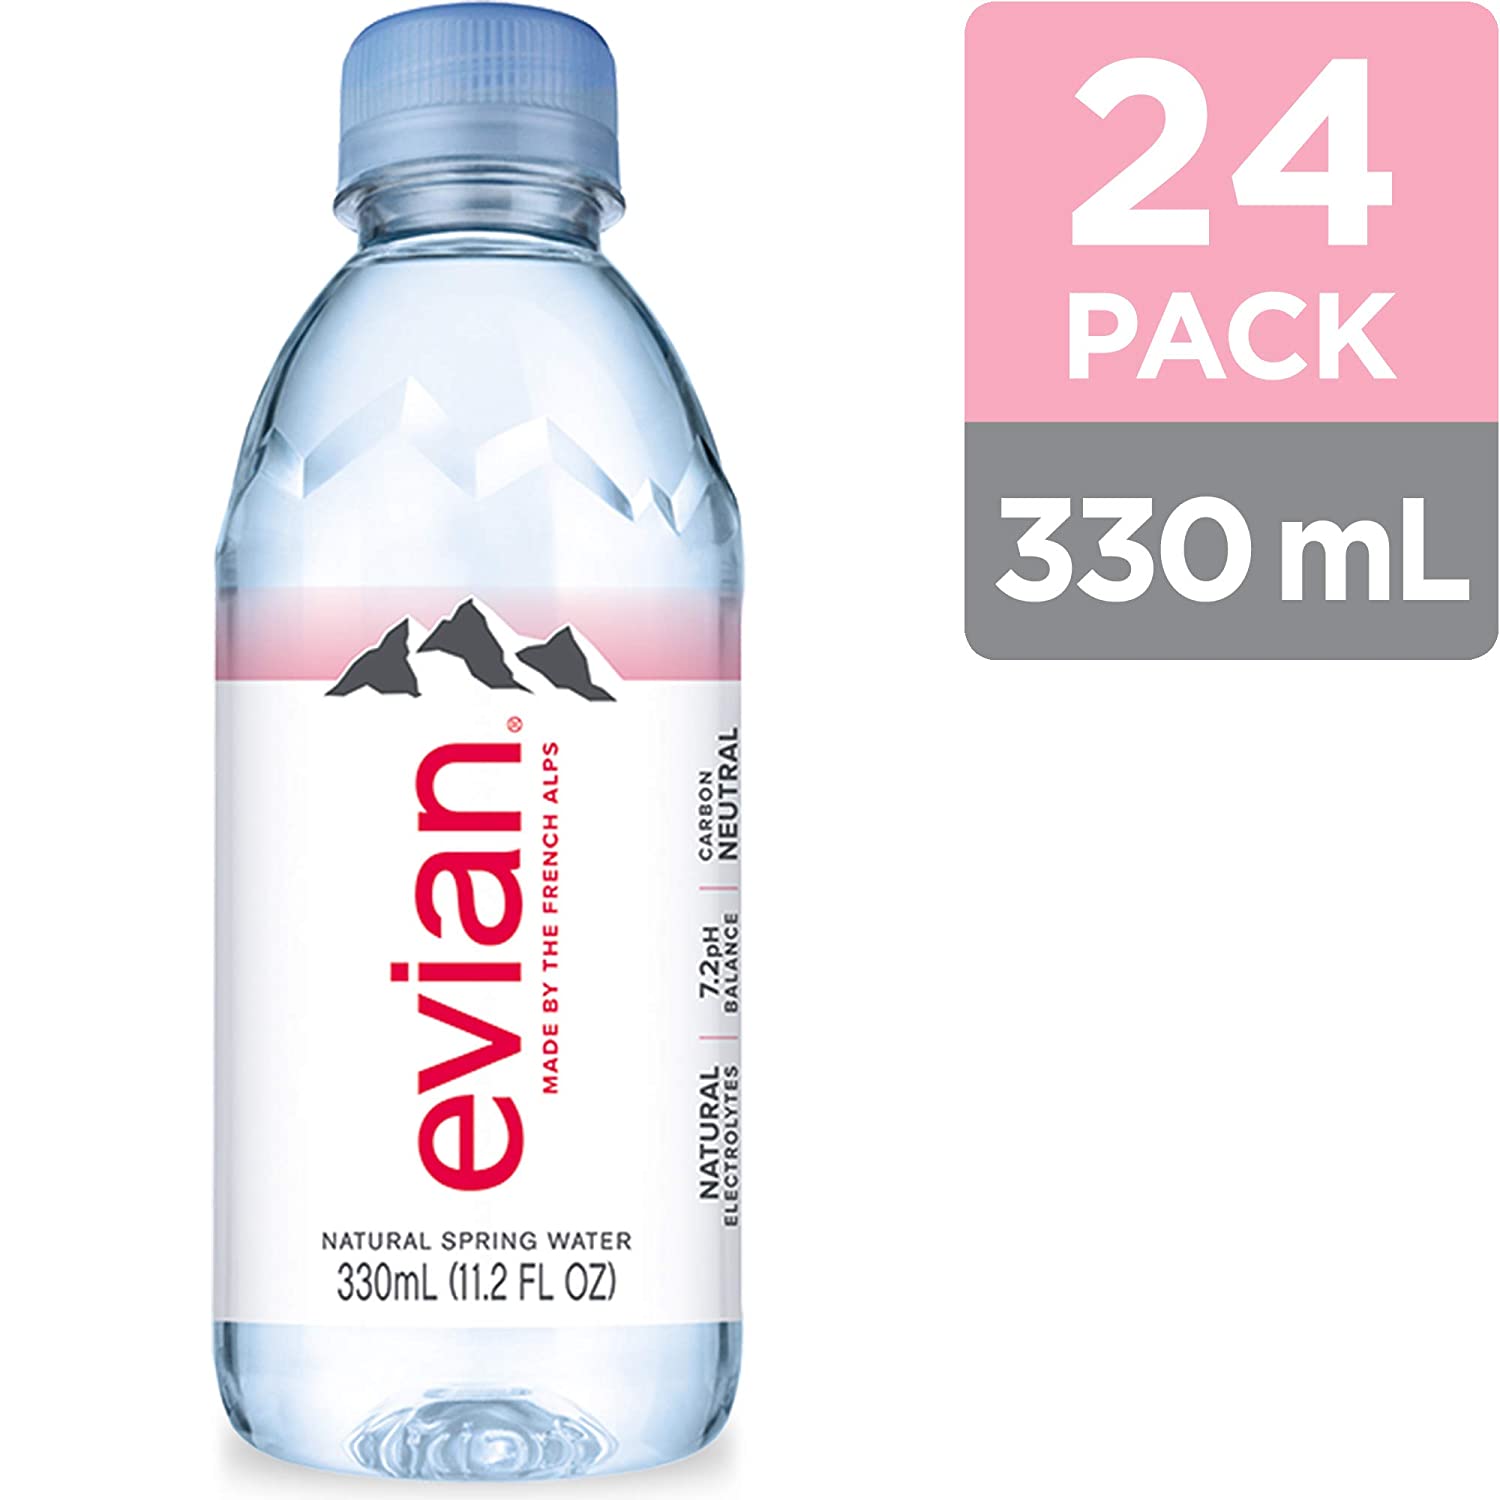 24
PACK
330 mL
evian®
MADE BY THE FRENCH ALPS
NATURAL SPRING WATER
330mL (11.2 FL OZ)
NATURAL
ELECTROLYTES
7.2pH
BALANCE
CARBON
NEUTRAL